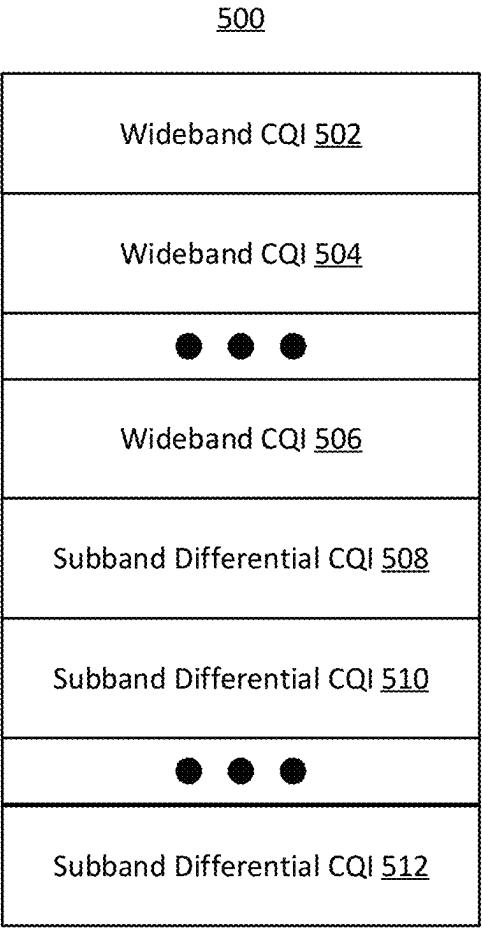 500
Wideband CQI 502
Wideband CQI 504
Wideband CQI 506
Subband Differential CQI 508
Subband Differential CQI 510
Subband Differential CQI 512